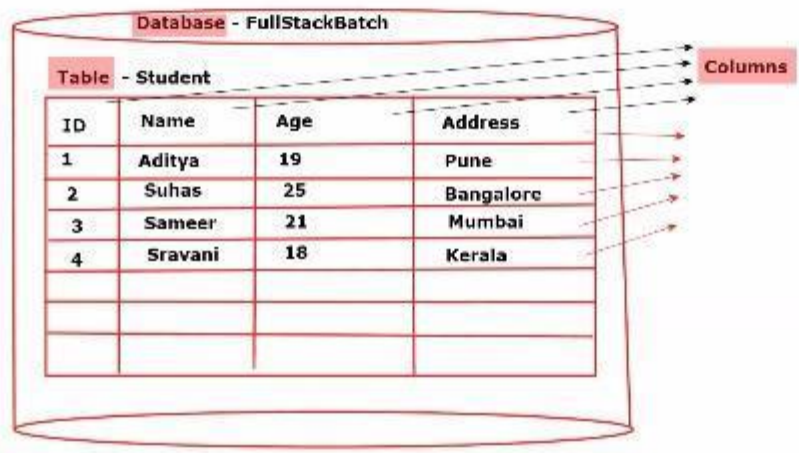 Database - FullStackBatch
Table - Student
Columns
ID Name Age Address
1 Aditya 19 Pune
2 Suhas 25 Bangalore
3 Sameer 21 Mumbai
4 Sravani 18 Kerala